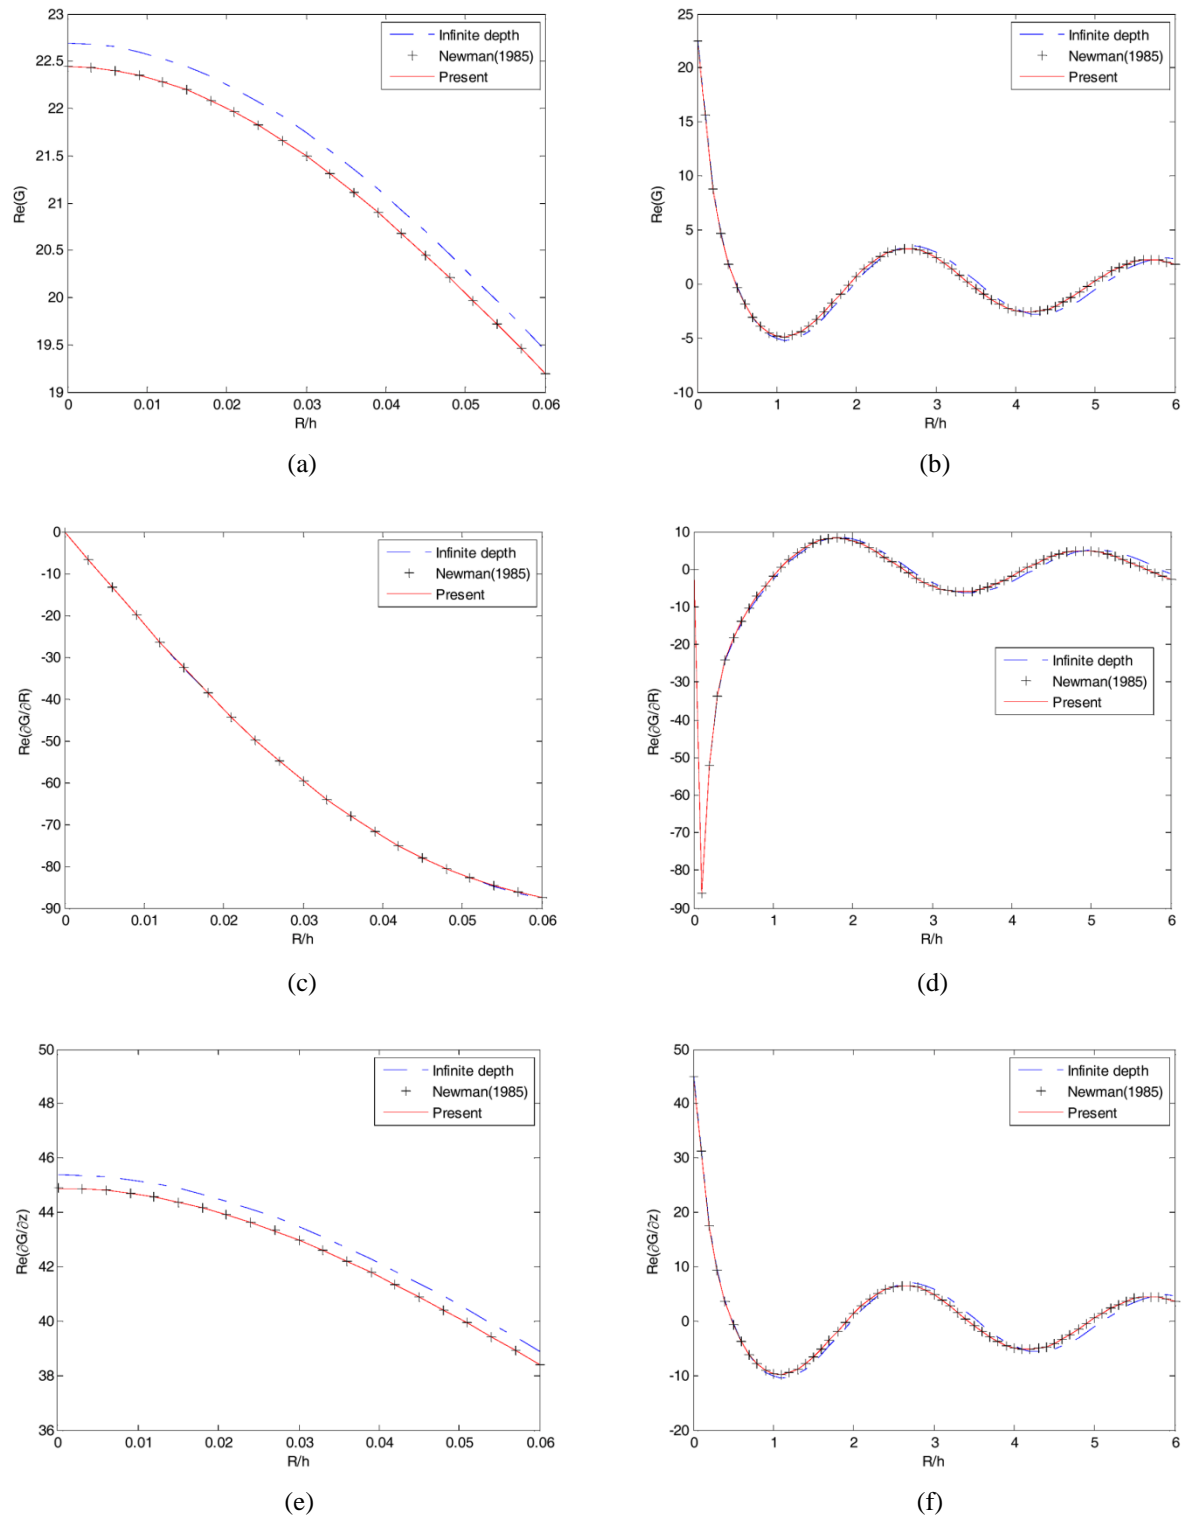 23
22.5
22
21.5
21
20.5
20
19.5
19
Re(G)
0 0.01 0.02 0.03 0.04 0.05 0.06
R/h
Infinite depth
Newman(1985)
Present
(a)
25
20
15
10
5
0
-5
-10
Re(G)
0 1 2 3 4 5 6
R/h
Infinite depth
Newman(1985)
Present
(b)
0
-10
-20
-30
-40
-50
-60
-70
-80
-90
Re(∂G/∂R)
0 0.01 0.02 0.03 0.04 0.05 0.06
R/h
Infinite depth
Newman(1985)
Present
(c)
10
0
-10
-20
-30
-40
-50
-60
-70
-80
-90
Re(∂G/∂R)
0 1 2 3 4 5 6
R/h
Infinite depth
Newman(1985)
Present
(d)
50
48
46
44
42
40
38
36
Re(∂G/∂z)
0 0.01 0.02 0.03 0.04 0.05 0.06
R/h
Infinite depth
Newman(1985)
Present
(e)
50
40
30
20
10
0
-10
-20
Re(∂G/∂z)
0 1 2 3 4 5 6
R/h
Infinite depth
Newman(1985)
Present
(f)